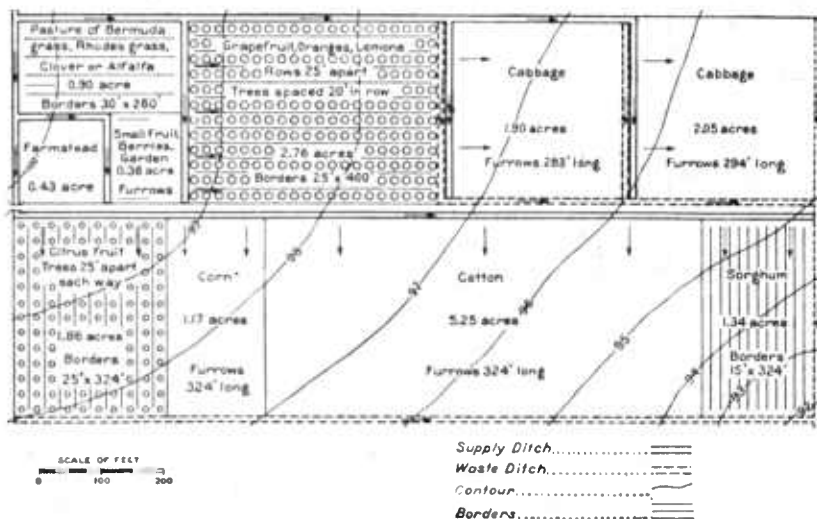 Pasture of Bermuda
grass, Rhodes grass,
Clover or Alfalfa
0.90 acre
Borders 30' x 260'
Farmstead
0.43 acre
Small Fruit,
Berries,
Garden
0.38 acre
Furrows
Grapefruit, Oranges, Lemons
Rows 25' apart
Trees spaced 20' in row
2.76 acres
Borders 25' x 400'
Cabbage
1.90 acres
Furrows 283' long
Cabbage
2.05 acres
Furrows 294' long
Citrus fruit
Trees 25' apart
each way
1.86 acres
Borders
25' x 324'
Corn
1.17 acres
Furrows
324' long
Cotton
5.25 acres
Furrows 324' long
Sorghum
1.34 acres
Borders
15' x 324'
95
94
93
SCALE OF FEET
0 100 200
Supply Ditch
Waste Ditch
Contour
Borders